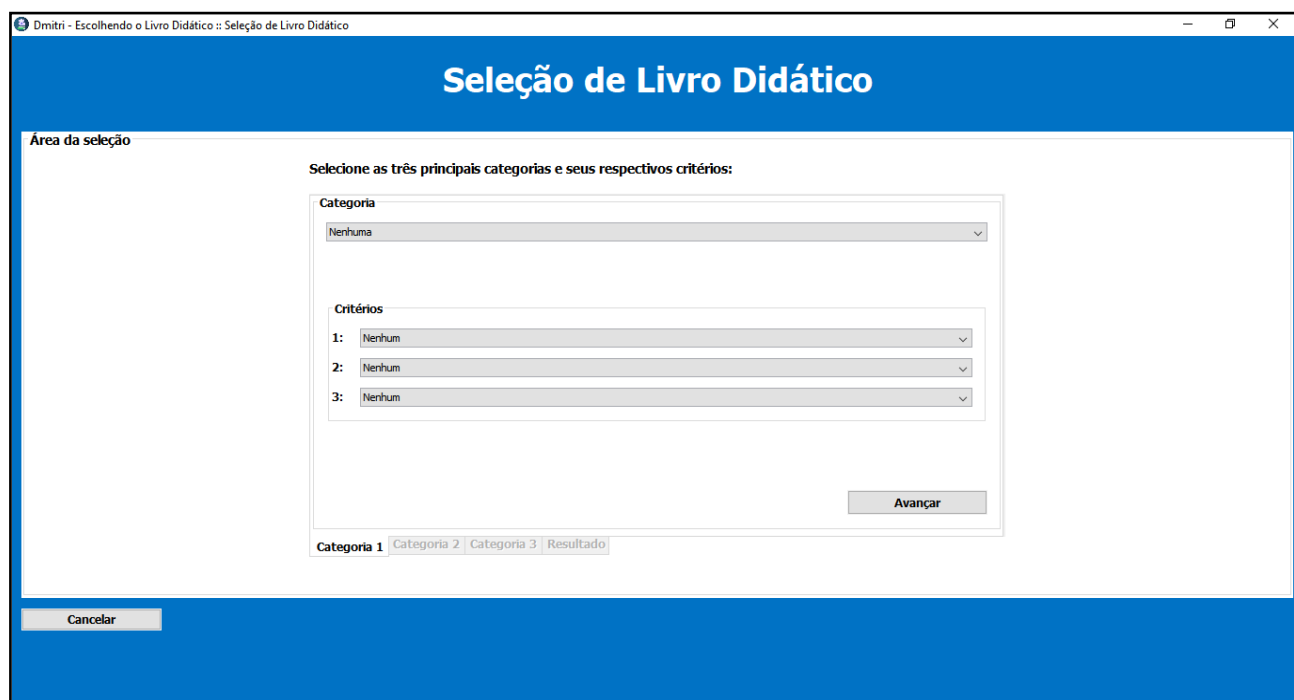 Dmitri - Escolhendo o Livro Didático :: Seleção de Livro Didático
Seleção de Livro Didático
Área da seleção
Selecione as três principais categorias e seus respectivos critérios:
Categoria
Nenhuma
Critérios
1: Nenhum
2: Nenhum
3: Nenhum
Avançar
Categoria 1 Categoria 2 Categoria 3 Resultado
Cancelar